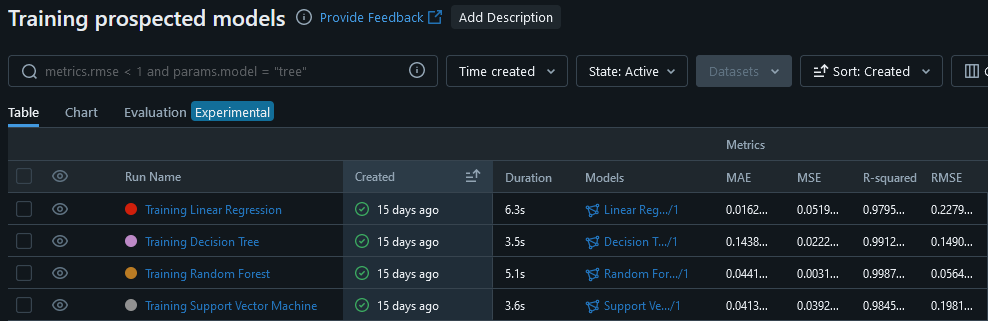 Training prospected models Provide Feedback Add Description
metrics.rmse < 1 and params.model = "tree" Time created State: Active Datasets Sort: Created
Table Chart Evaluation Experimental
Metrics
Run Name Created Duration Models MAE MSE R-squared RMSE
Training Linear Regression 15 days ago 6.3s Linear Reg.../1 0.0162... 0.0519... 0.9795... 0.2279...
Training Decision Tree 15 days ago 3.5s Decision T.../1 0.1438... 0.0222... 0.9912... 0.1490...
Training Random Forest 15 days ago 5.1s Random For.../1 0.0441... 0.0031... 0.9987... 0.0564...
Training Support Vector Machine 15 days ago 3.6s Support Ve.../1 0.0413... 0.0392... 0.9845... 0.1981...